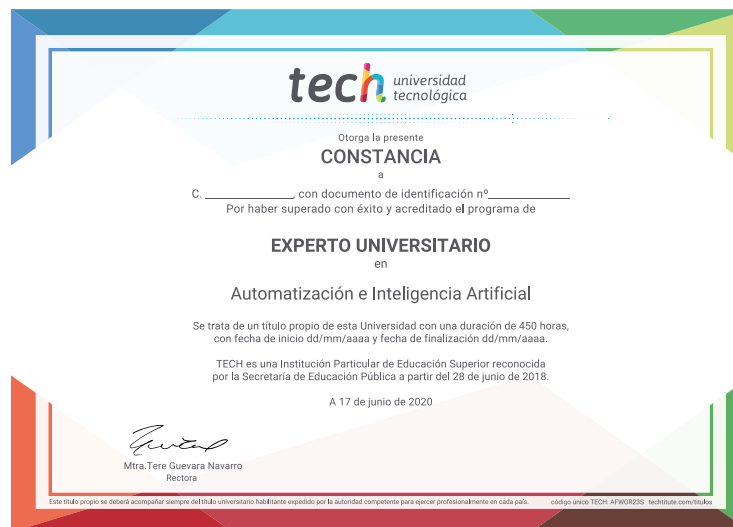 tech universidad tecnológica
Otorga la presente
CONSTANCIA
a
C. ______________, con documento de identificación nº______________
Por haber superado con éxito y acreditado el programa de
EXPERTO UNIVERSITARIO
en
Automatización e Inteligencia Artificial
Se trata de un título propio de esta Universidad con una duración de 450 horas,
con fecha de inicio dd/mm/aaaa y fecha de finalización dd/mm/aaaa.
TECH es una Institución Particular de Educación Superior reconocida
por la Secretaría de Educación Pública a partir del 28 de junio de 2018.
A 17 de junio de 2020
Mtra.Tere Guevara Navarro
Rectora
Este título propio se deberá acompañar siempre del título universitario habilitante expedido por la autoridad competente para ejercer profesionalmente en cada país. código único TECH: AFWOR23S techtitute.com/titulos